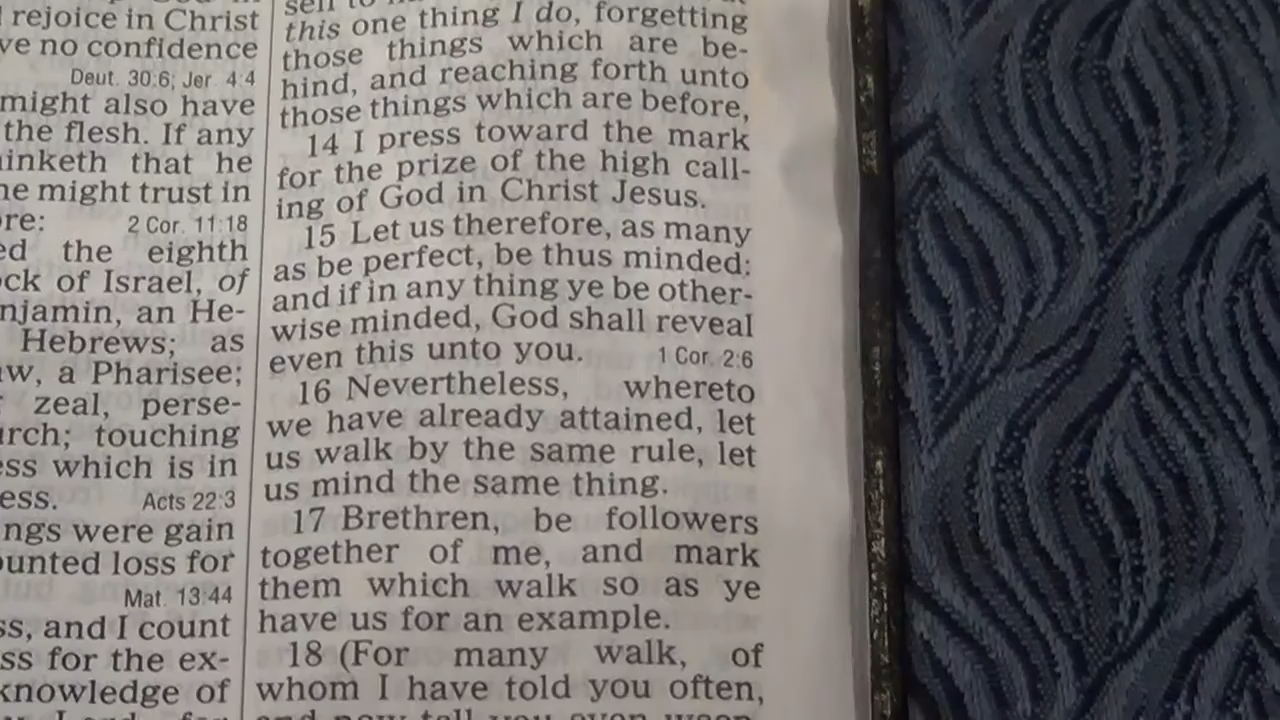 rejoice in Christ
ve no confidence
Deut. 30:6; Jer. 4:4
might also have
the flesh. If any
inketh that he
he might trust in
ore: 2 Cor. 11:18
ed the eighth
ck of Israel, of
njamin, an He-
Hebrews; as
w, a Pharisee;
zeal, perse-
urch; touching
ess which is in
ess. Acts 22:3
ngs were gain
ounted loss for
Mat. 13:44
ss, and I count
ss for the ex-
knowledge of
this one thing I do, forgetting
those things which are be-
hind, and reaching forth unto
those things which are before,
14 I press toward the mark
for the prize of the high call-
ing of God in Christ Jesus.
15 Let us therefore, as many
as be perfect, be thus minded:
and if in any thing ye be other-
wise minded, God shall reveal
even this unto you. 1 Cor. 2:6
16 Nevertheless, whereto
we have already attained, let
us walk by the same rule, let
us mind the same thing.
17 Brethren, be followers
together of me, and mark
them which walk so as ye
have us for an example.
18 (For many walk, of
whom I have told you often,